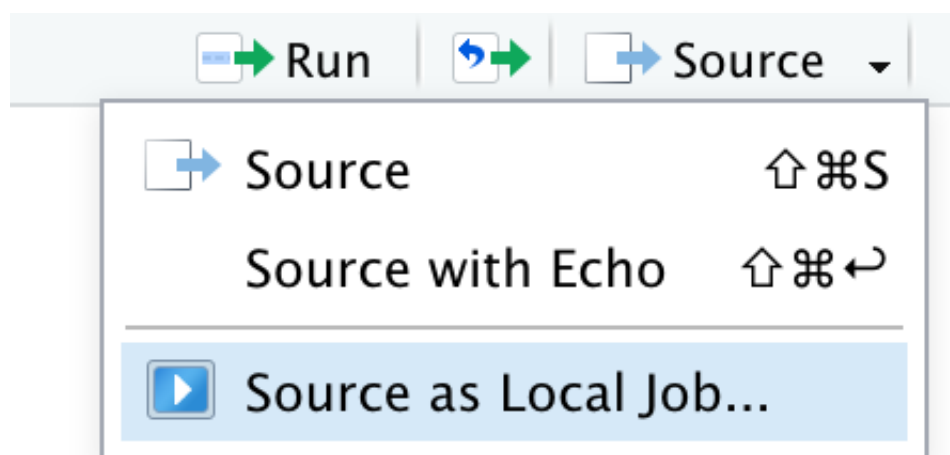 Run Source
Source ⇧⌘S
Source with Echo ⇧⌘↩
Source as Local Job...